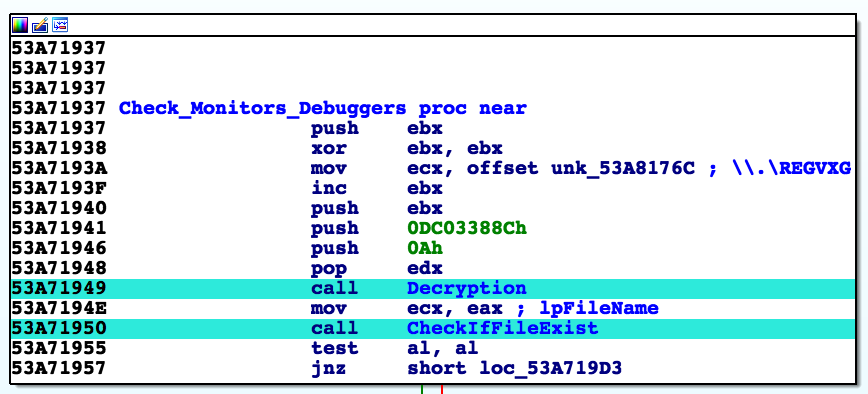 53A71937
53A71937
53A71937
53A71937 Check_Monitors_Debuggers proc near
53A71937 push ebx
53A71938 xor ebx, ebx
53A7193A mov ecx, offset unk_53A8176C ; \\.\REGVXG
53A7193F inc ebx
53A71940 push ebx
53A71941 push 0DC03388Ch
53A71946 push 0Ah
53A71948 pop edx
53A71949 call Decryption
53A7194E mov ecx, eax ; lpFileName
53A71950 call CheckIfFileExist
53A71955 test al, al
53A71957 jnz short loc_53A719D3